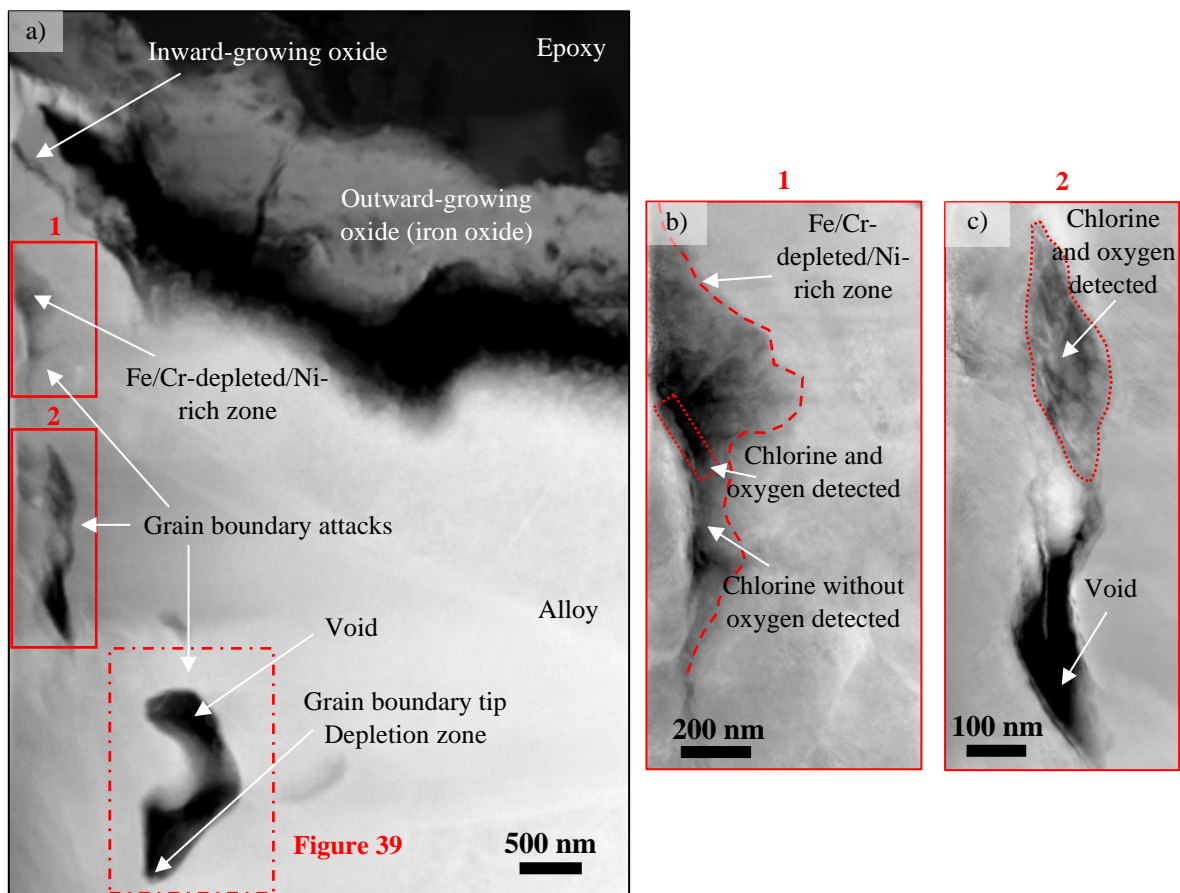 a)
Epoxy
Inward-growing oxide
Outward-growing
oxide (iron oxide)
1
Fe/Cr-depleted/Ni-
rich zone
2
Grain boundary attacks
Alloy
Void
Grain boundary tip
Depletion zone
Figure 39
500 nm
1
b)
Fe/Cr-
depleted/Ni-
rich zone
Chlorine and
oxygen detected
Chlorine without
oxygen detected
200 nm
2
c)
Chlorine
and oxygen
detected
Void
100 nm